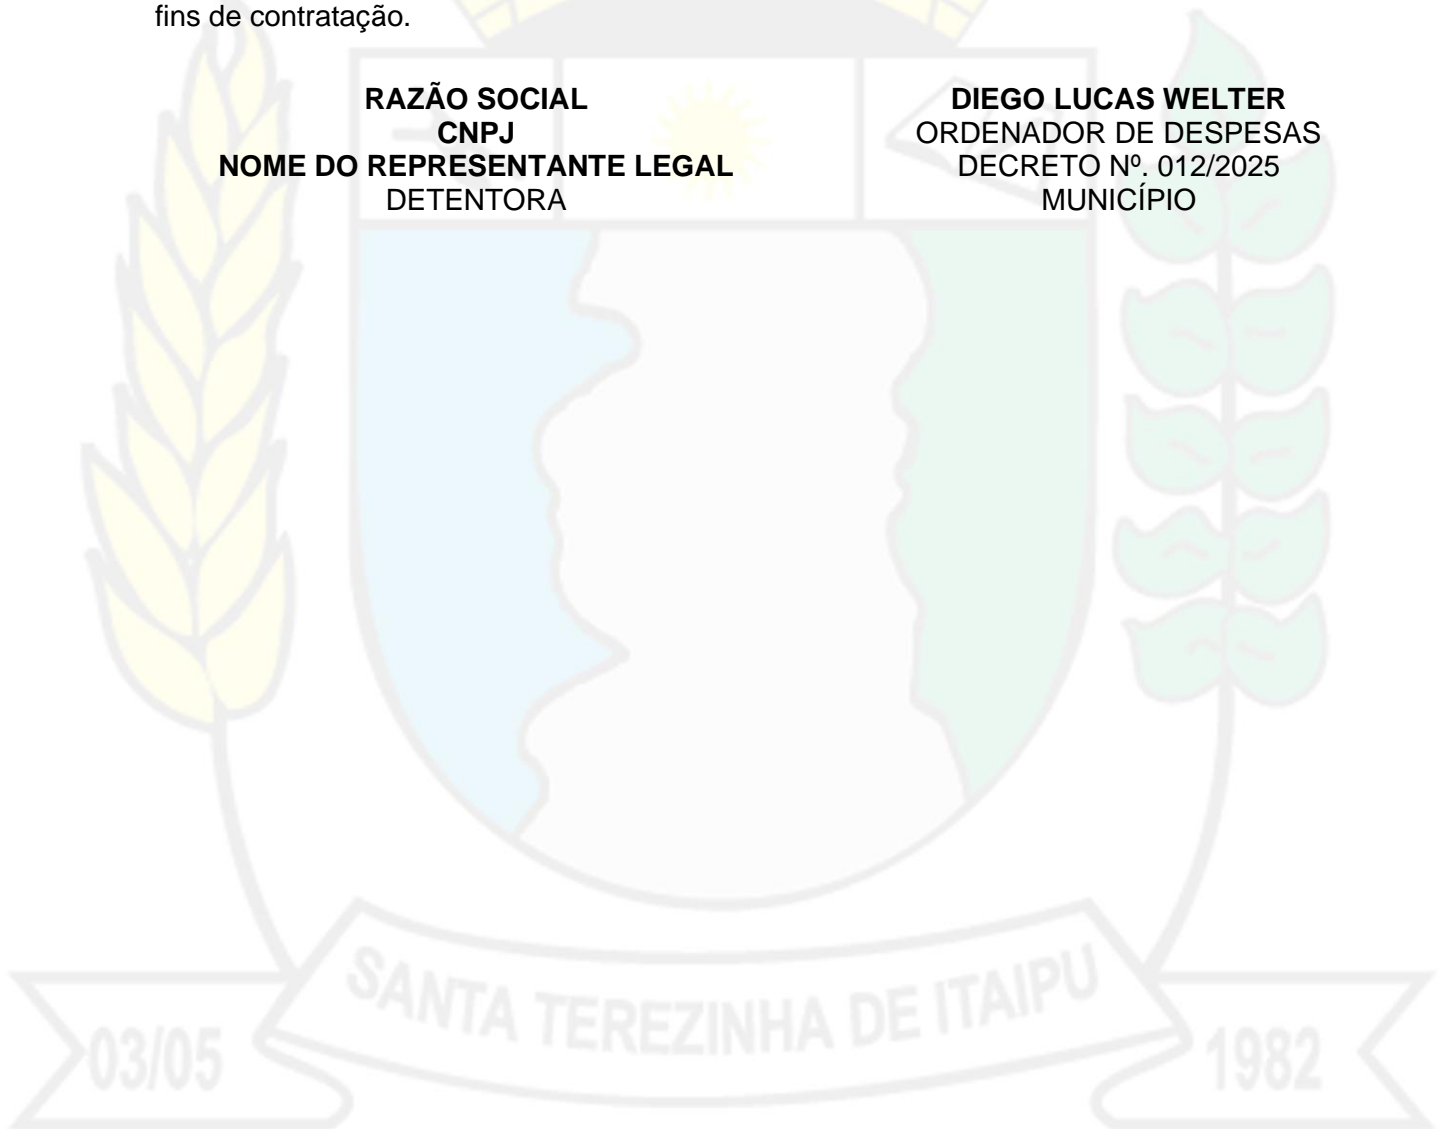 fins de contratação.
RAZÃO SOCIAL
CNPJ
NOME DO REPRESENTANTE LEGAL
DETENTORA
DIEGO LUCAS WELTER
ORDENADOR DE DESPESAS
DECRETO Nº. 012/2025
MUNICÍPIO
SANTA TEREZINHA DE ITAIPU
03/05
1982